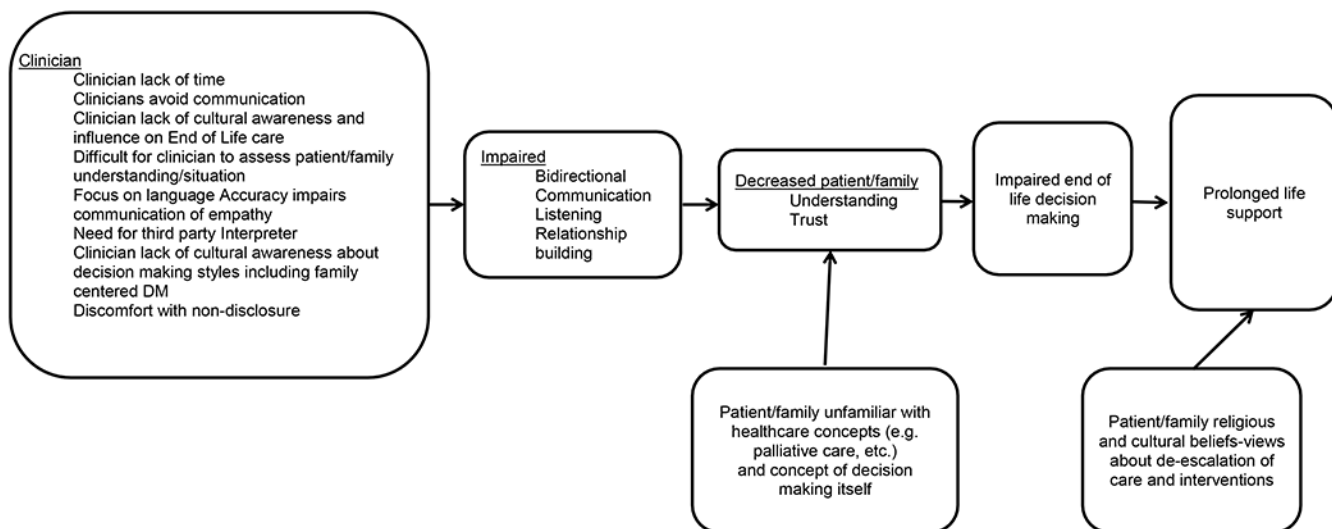 Clinician
Clinician lack of time
Clinicians avoid communication
Clinician lack of cultural awareness and
influence on End of Life care
Difficult for clinician to assess patient/family
understanding/situation
Focus on language Accuracy impairs
communication of empathy
Need for third party Interpreter
Clinician lack of cultural awareness about
decision making styles including family
centered DM
Discomfort with non-disclosure
Impaired
Bidirectional
Communication
Listening
Relationship
building
Decreased patient/family
Understanding
Trust
Impaired end of
life decision
making
Prolonged life
support
Patient/family unfamiliar with
healthcare concepts (e.g.
palliative care, etc.)
and concept of decision
making itself
Patient/family religious
and cultural beliefs-views
about de-escalation of
care and interventions